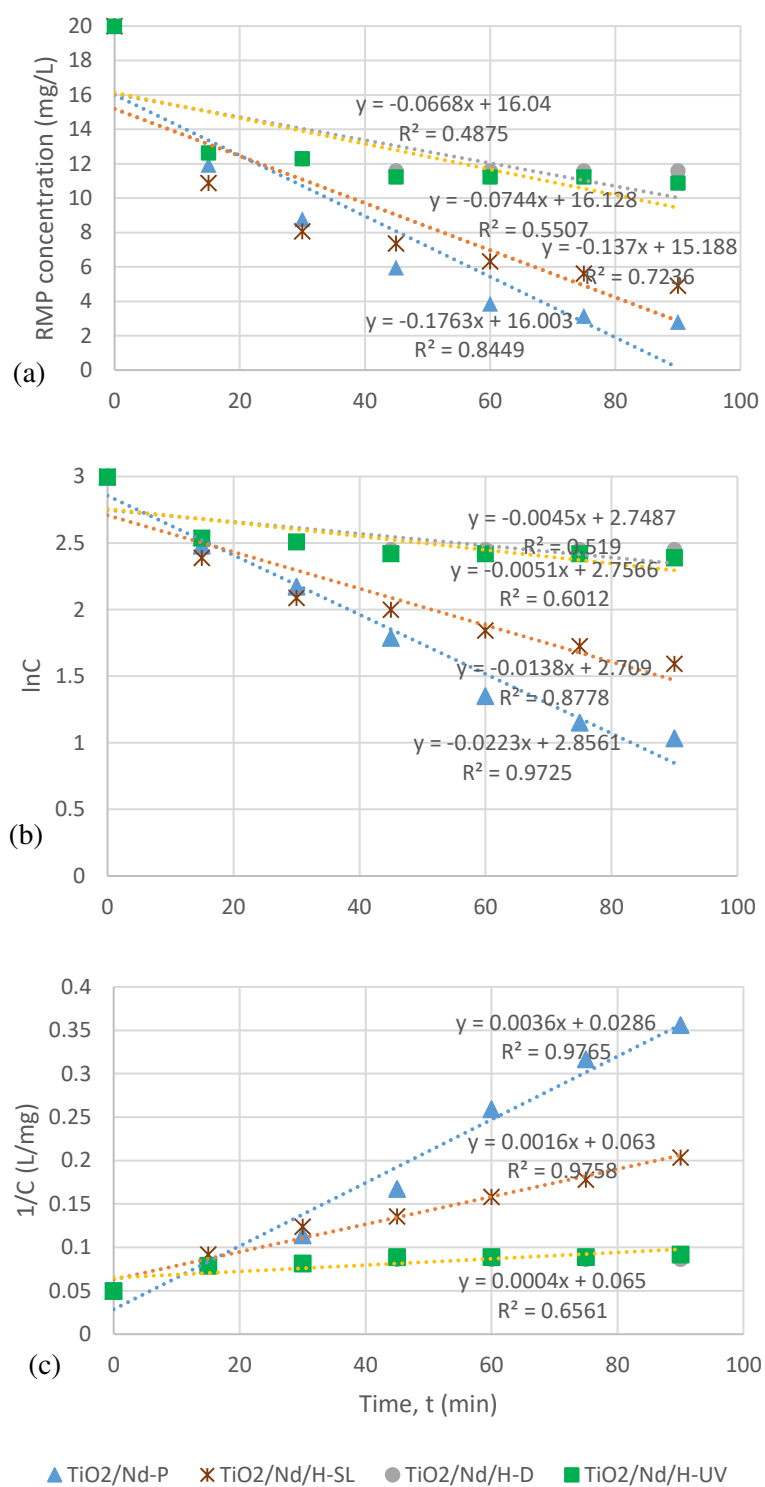 20
18
16
14
12
10
8
6
4
2
0
RMP concentration (mg/L)
y = -0.0668x + 16.04
R² = 0.4875
y = -0.0744x + 16.128
R² = 0.5507
y = -0.137x + 15.188
R² = 0.7236
y = -0.1763x + 16.003
R² = 0.8449
(a)
0 20 40 60 80 100
3
2.5
2
1.5
1
0.5
0
lnC
y = -0.0045x + 2.7487
R² = 0.519
y = -0.0051x + 2.7566
R² = 0.6012
y = -0.0138x + 2.709
R² = 0.8778
y = -0.0223x + 2.8561
R² = 0.9725
(b)
0 20 40 60 80 100
0.4
0.35
0.3
0.25
0.2
0.15
0.1
0.05
0
1/C (L/mg)
y = 0.0036x + 0.0286
R² = 0.9765
y = 0.0016x + 0.063
R² = 0.9758
y = 0.0004x + 0.065
R² = 0.6561
(c)
0 20 40 60 80 100
Time, t (min)
TiO2/Nd-P TiO2/Nd/H-SL TiO2/Nd/H-D TiO2/Nd/H-UV